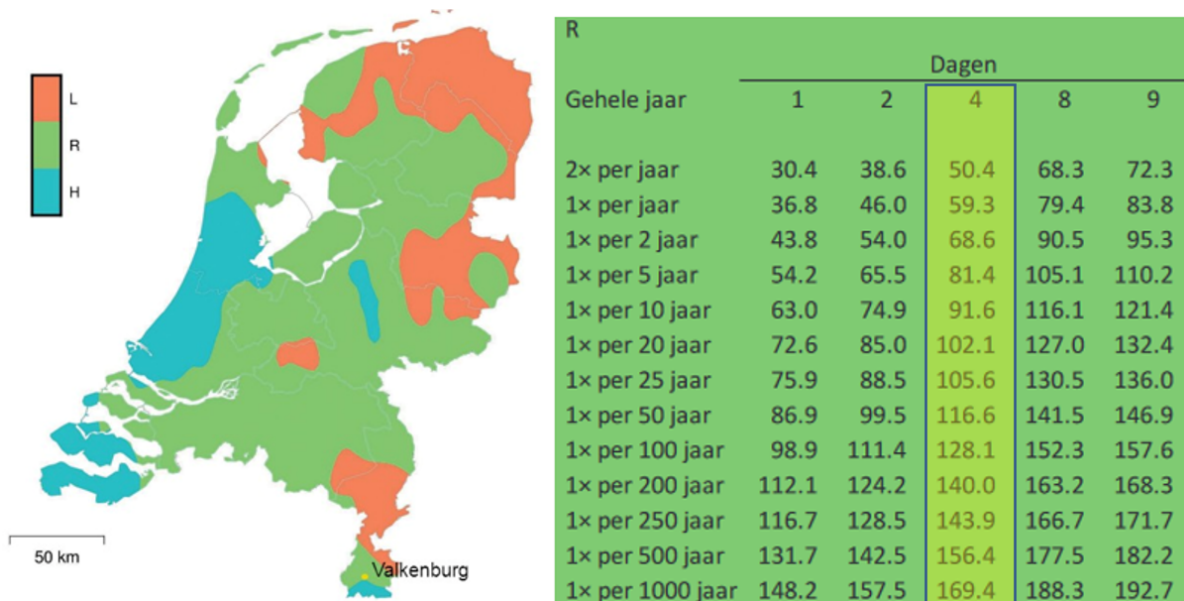 L
R
H
50 km
Valkenburg
R
Dagen
Gehele jaar 1 2 4 8 9
2× per jaar 30.4 38.6 50.4 68.3 72.3
1× per jaar 36.8 46.0 59.3 79.4 83.8
1× per 2 jaar 43.8 54.0 68.6 90.5 95.3
1× per 5 jaar 54.2 65.5 81.4 105.1 110.2
1× per 10 jaar 63.0 74.9 91.6 116.1 121.4
1× per 20 jaar 72.6 85.0 102.1 127.0 132.4
1× per 25 jaar 75.9 88.5 105.6 130.5 136.0
1× per 50 jaar 86.9 99.5 116.6 141.5 146.9
1× per 100 jaar 98.9 111.4 128.1 152.3 157.6
1× per 200 jaar 112.1 124.2 140.0 163.2 168.3
1× per 250 jaar 116.7 128.5 143.9 166.7 171.7
1× per 500 jaar 131.7 142.5 156.4 177.5 182.2
1× per 1000 jaar 148.2 157.5 169.4 188.3 192.7